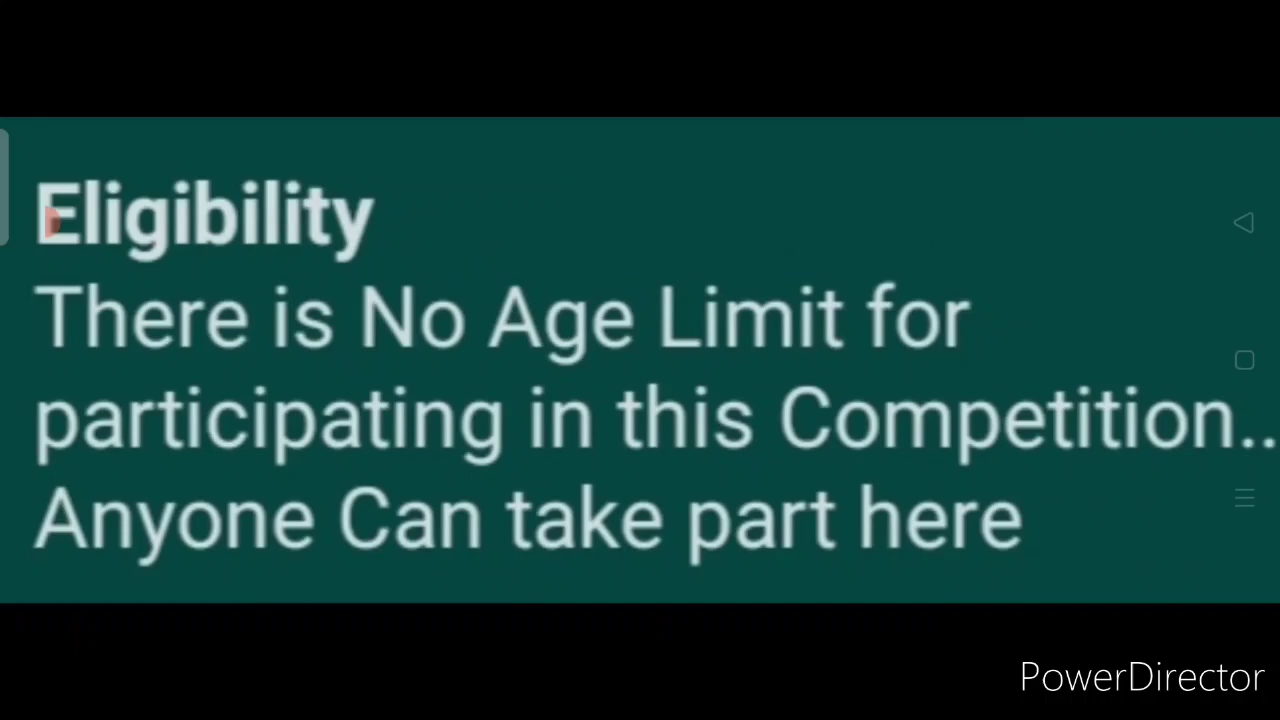 Eligibility
There is No Age Limit for
participating in this Competition..
Anyone Can take part here
PowerDirector